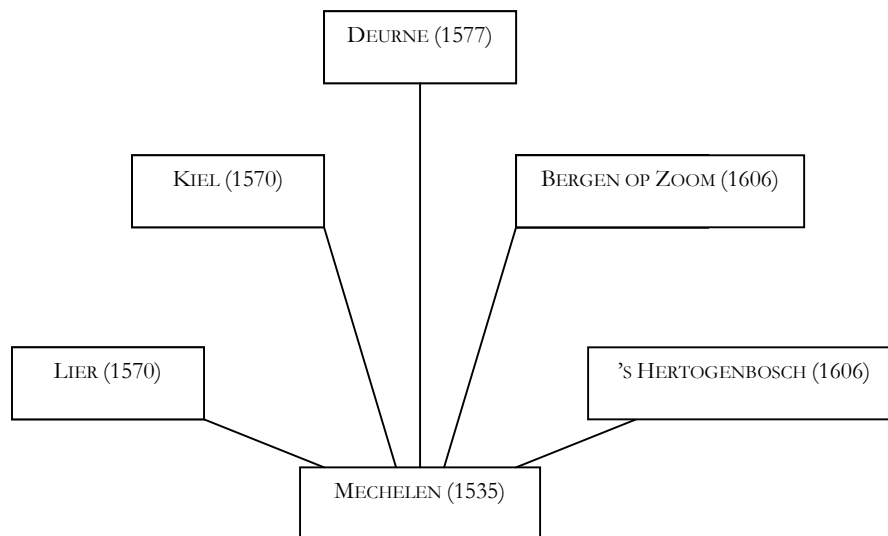 DEURNE (1577)
KIEL (1570)
BERGEN OP ZOOM (1606)
LIER (1570)
'S HERTOGENBOSCH (1606)
MECHELEN (1535)